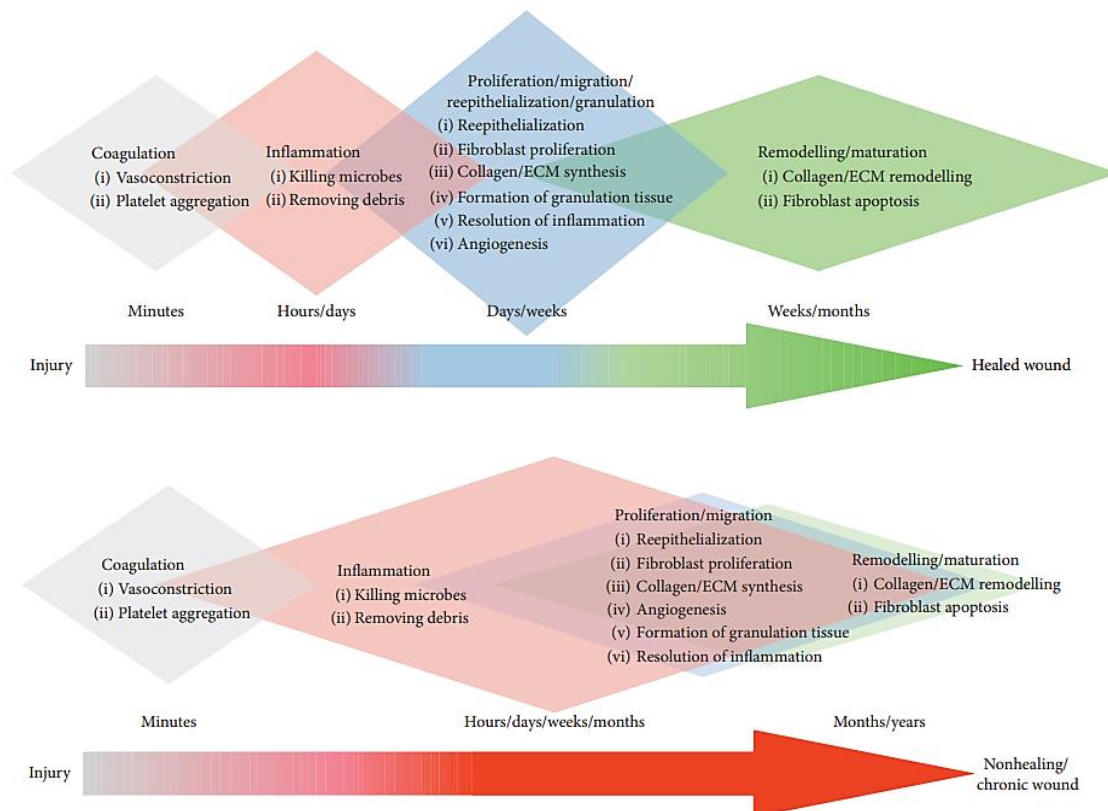 Proliferation/migration/
reepithelialization/granulation
(i) Reepithelialization
(ii) Fibroblast proliferation
(iii) Collagen/ECM synthesis
(iv) Formation of granulation tissue
(v) Resolution of inflammation
(vi) Angiogenesis
Coagulation
(i) Vasoconstriction
(ii) Platelet aggregation
Inflammation
(i) Killing microbes
(ii) Removing debris
Remodelling/maturation
(i) Collagen/ECM remodelling
(ii) Fibroblast apoptosis
Minutes
Hours/days
Days/weeks
Weeks/months
Injury
Healed wound
Coagulation
(i) Vasoconstriction
(ii) Platelet aggregation
Inflammation
(i) Killing microbes
(ii) Removing debris
Proliferation/migration
(i) Reepithelialization
(ii) Fibroblast proliferation
(iii) Collagen/ECM synthesis
(iv) Angiogenesis
(v) Formation of granulation tissue
(vi) Resolution of inflammation
Remodelling/maturation
(i) Collagen/ECM remodelling
(ii) Fibroblast apoptosis
Minutes
Hours/days/weeks/months
Months/years
Injury
Nonhealing/
chronic wound